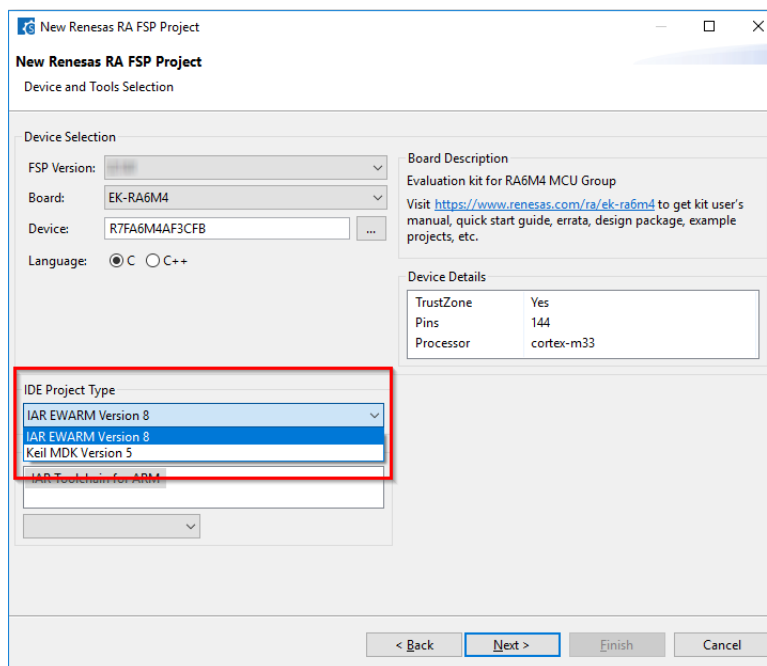 New Renesas RA FSP Project
New Renesas RA FSP Project
Device and Tools Selection
Device Selection
FSP Version:
Board:
EK-RA6M4
Device:
R7FA6M4AF3CFB
...
Language:
C
C++
Board Description
Evaluation kit for RA6M4 MCU Group
Visit https://www.renesas.com/ra/ek-ra6m4 to get kit user's
manual, quick start guide, errata, design package, example
projects, etc.
Device Details
TrustZone Yes
Pins 144
Processor cortex-m33
IDE Project Type
IAR EWARM Version 8
IAR EWARM Version 8
Keil MDK Version 5
IAR Toolchain for ARM
< Back
Next >
Finish
Cancel